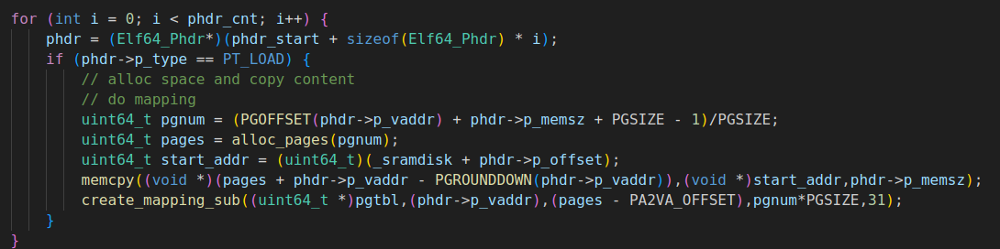 for (int i = 0; i < phdr_cnt; i++) {
    phdr = (Elf64_Phdr*)(phdr_start + sizeof(Elf64_Phdr) * i);
    if (phdr->p_type == PT_LOAD) {
        // alloc space and copy content
        // do mapping
        uint64_t pgnum = (PGOFFSET(phdr->p_vaddr) + phdr->p_memsz + PGSIZE - 1)/PGSIZE;
        uint64_t pages = alloc_pages(pgnum);
        uint64_t start_addr = (uint64_t)(_sramdisk + phdr->p_offset);
        memcpy((void *)(pages + phdr->p_vaddr - PGROUNDDOWN(phdr->p_vaddr)),(void *)start_addr,phdr->p_memsz);
        create_mapping_sub((uint64_t *)pgtbl,(phdr->p_vaddr),(pages - PA2VA_OFFSET),pgnum*PGSIZE,31);
    }
}